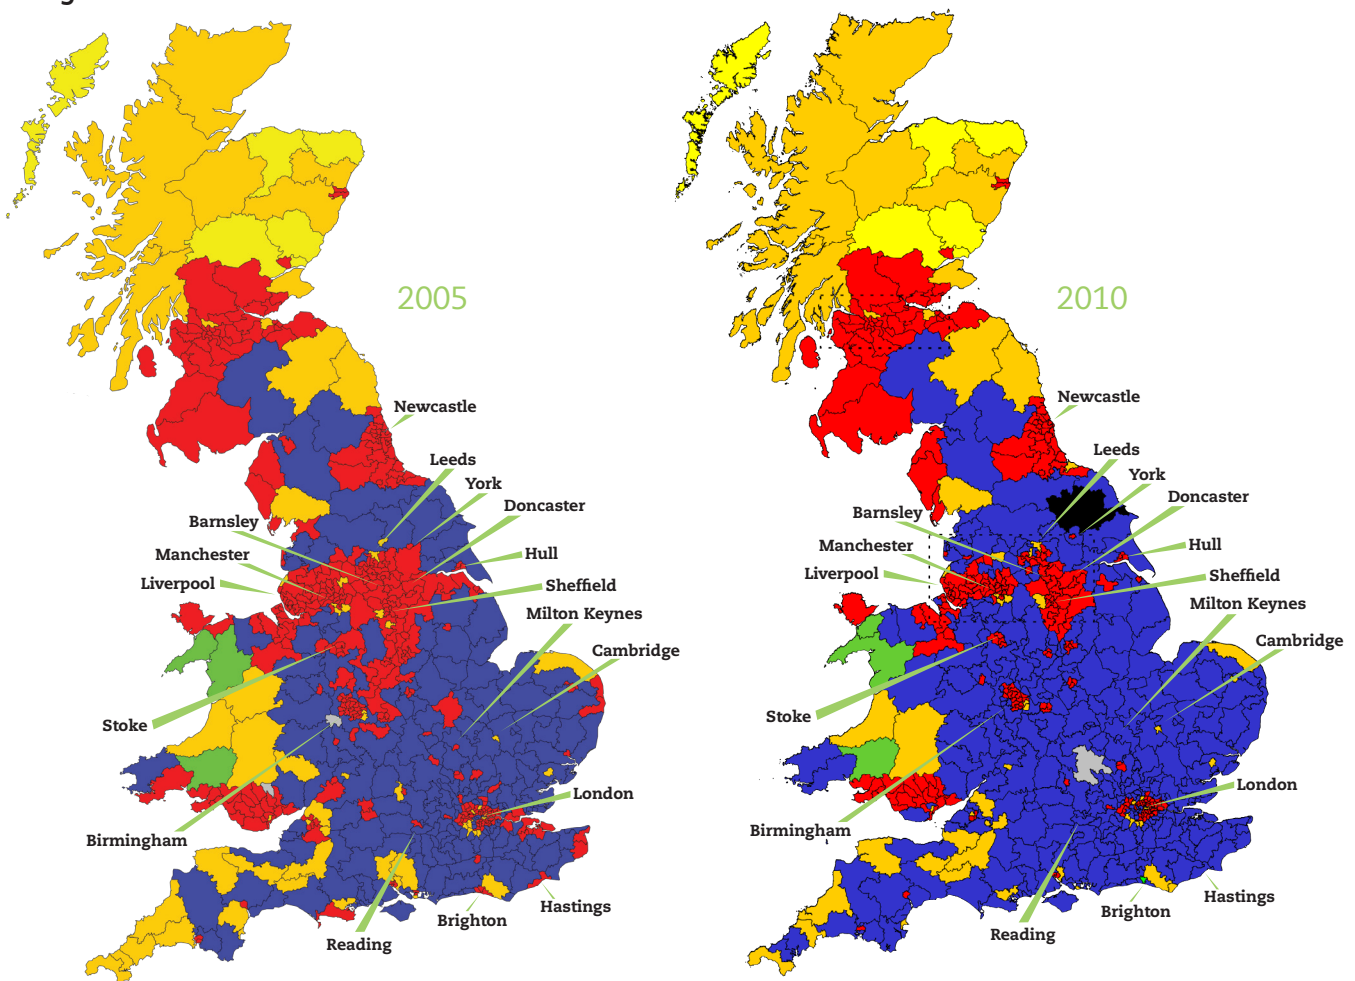 2005
Newcastle
Leeds
York
Doncaster
Barnsley
Manchester
Hull
Liverpool
Sheffield
Milton Keynes
Cambridge
Stoke
London
Birmingham
Hastings
Brighton
Reading
2010
Newcastle
Leeds
York
Doncaster
Barnsley
Manchester
Hull
Liverpool
Sheffield
Milton Keynes
Cambridge
Stoke
London
Birmingham
Hastings
Brighton
Reading